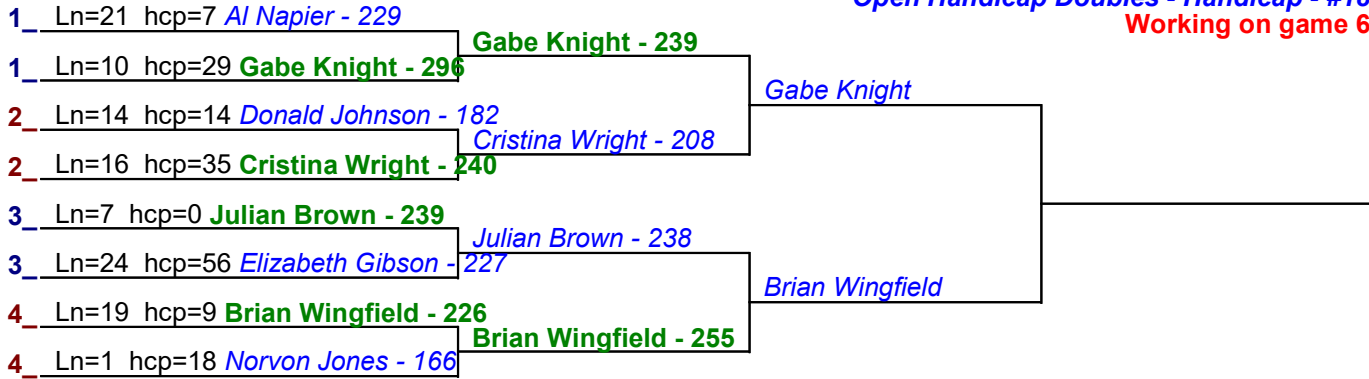 Open Handicap Doubles - Handicap -
Working on game 6
1_ Ln=21 hcp=7 Al Napier - 229
Gabe Knight - 239
1_ Ln=10 hcp=29 Gabe Knight - 296
Gabe Knight
2_ Ln=14 hcp=14 Donald Johnson - 182
Cristina Wright - 208
2_ Ln=16 hcp=35 Cristina Wright - 240
3_ Ln=7 hcp=0 Julian Brown - 239
Julian Brown - 238
3_ Ln=24 hcp=56 Elizabeth Gibson - 227
Brian Wingfield
4_ Ln=19 hcp=9 Brian Wingfield - 226
Brian Wingfield - 255
4_ Ln=1 hcp=18 Norvon Jones - 166